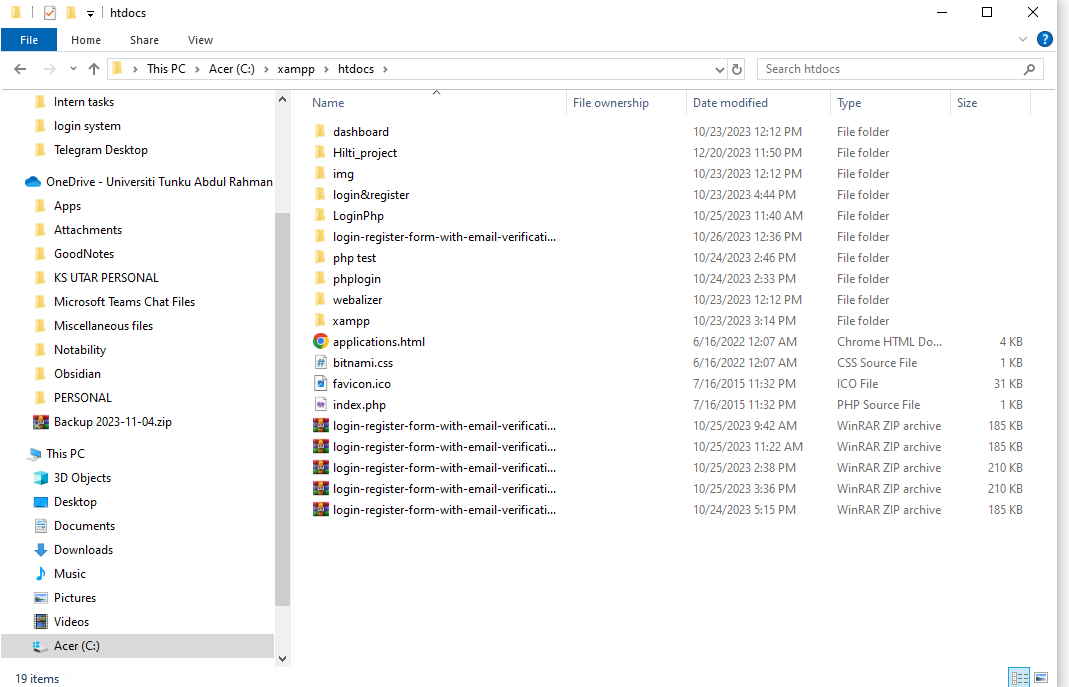 htdocs
File Home Share View
This PC Acer (C:) xampp htdocs Search htdocs
Intern tasks
login system
Telegram Desktop
OneDrive - Universiti Tunku Abdul Rahman
Apps
Attachments
GoodNotes
KS UTAR PERSONAL
Microsoft Teams Chat Files
Miscellaneous files
Notability
Obsidian
PERSONAL
Backup 2023-11-04.zip
This PC
3D Objects
Desktop
Documents
Downloads
Music
Pictures
Videos
Acer (C:)
Name File ownership Date modified Type Size
dashboard 10/23/2023 12:12 PM File folder
Hilti_project 12/20/2023 11:50 PM File folder
img 10/23/2023 12:12 PM File folder
login&register 10/23/2023 4:44 PM File folder
LoginPhp 10/25/2023 11:40 AM File folder
login-register-form-with-email-verificati... 10/26/2023 12:36 PM File folder
php test 10/24/2023 2:46 PM File folder
phplogin 10/24/2023 2:33 PM File folder
webalizer 10/23/2023 12:12 PM File folder
xampp 10/23/2023 3:14 PM File folder
applications.html 6/16/2022 12:07 AM Chrome HTML Do... 4 KB
bitnami.css 6/16/2022 12:07 AM CSS Source File 1 KB
favicon.ico 7/16/2015 11:32 PM ICO File 31 KB
index.php 7/16/2015 11:32 PM PHP Source File 1 KB
login-register-form-with-email-verificati... 10/25/2023 9:42 AM WinRAR ZIP archive 185 KB
login-register-form-with-email-verificati... 10/25/2023 11:22 AM WinRAR ZIP archive 185 KB
login-register-form-with-email-verificati... 10/25/2023 2:38 PM WinRAR ZIP archive 210 KB
login-register-form-with-email-verificati... 10/25/2023 3:36 PM WinRAR ZIP archive 210 KB
login-register-form-with-email-verificati... 10/24/2023 5:15 PM WinRAR ZIP archive 185 KB
19 items